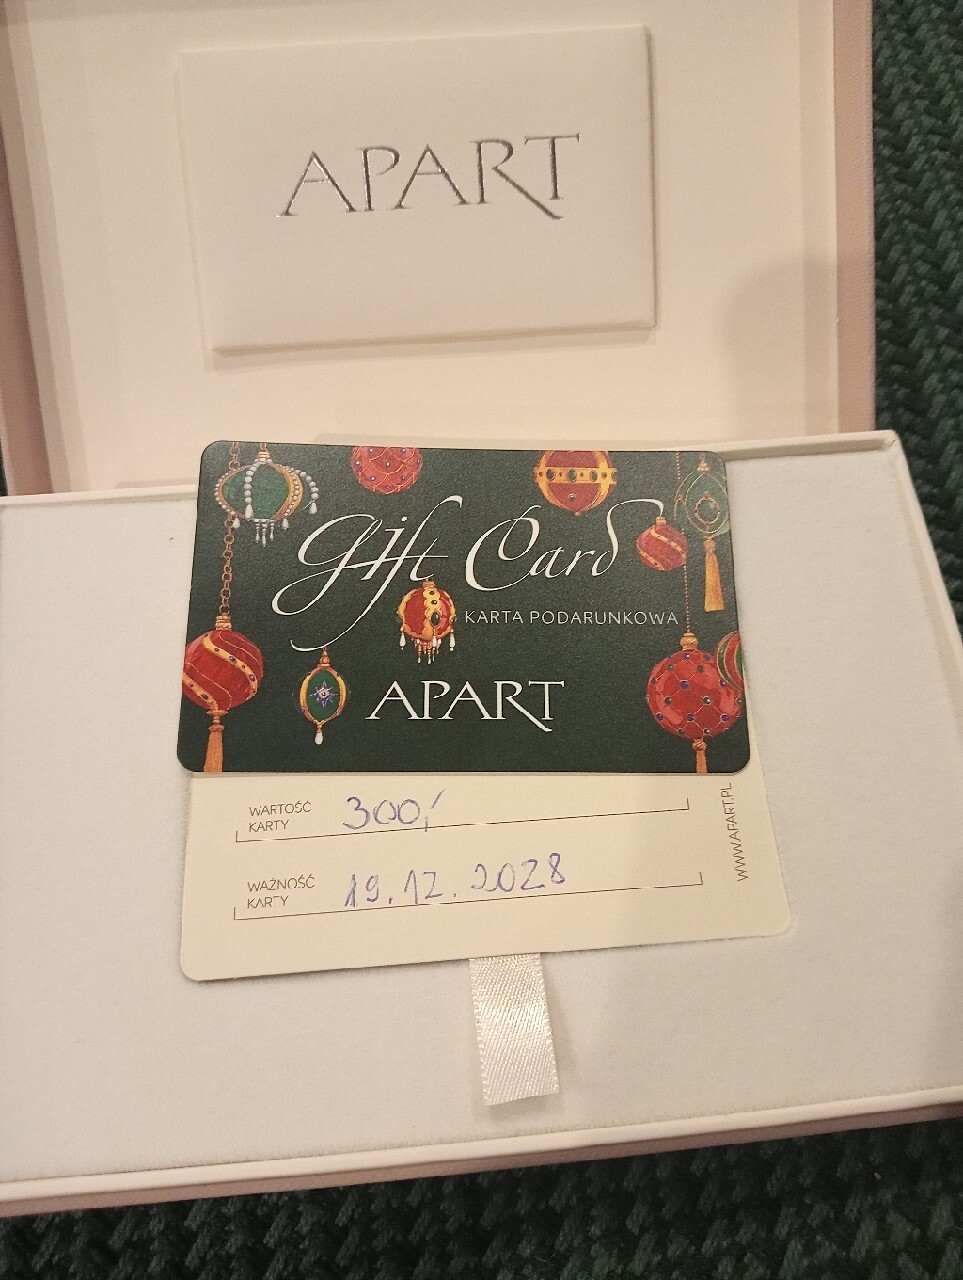 APART
Gift Card
KARTA PODARUNKOWA
APART
WARTOŚĆ
KARTY 300,-
WAŻNOŚĆ
KARTY 19.12.2028
WWW.APART.PL